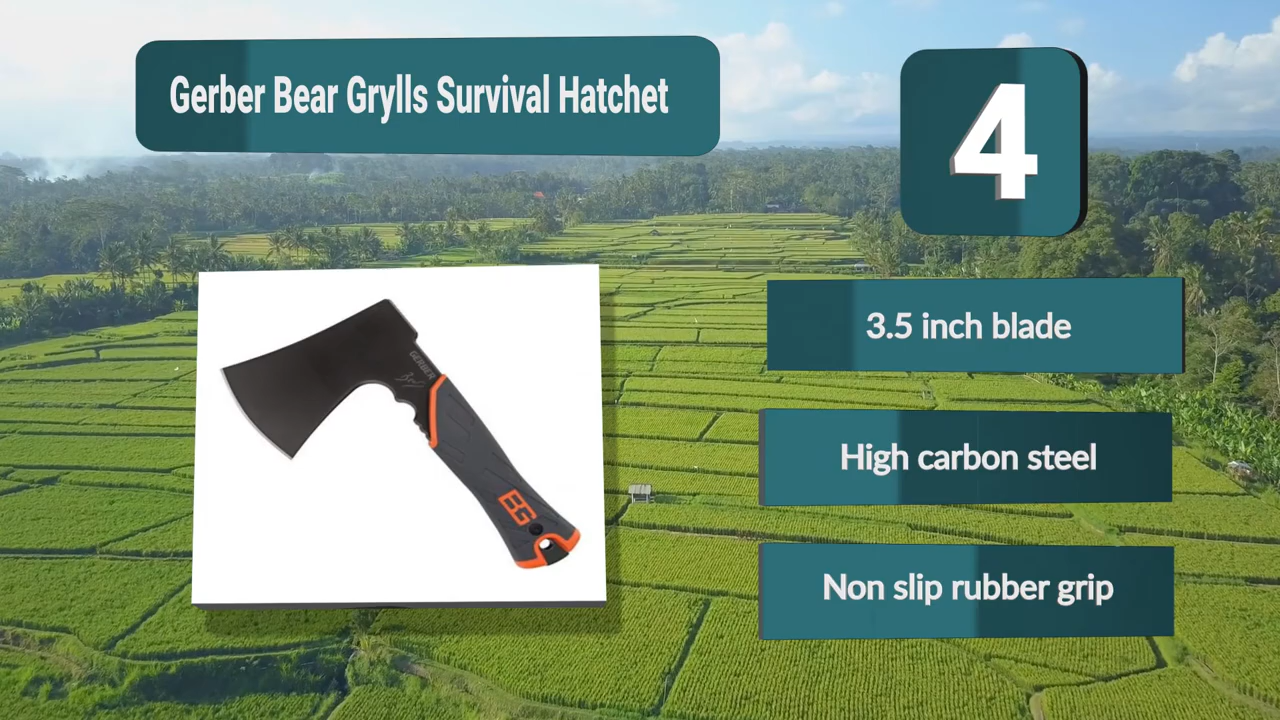 Gerber Bear Grylls Survival Hatchet
4
3.5 inch blade
High carbon steel
Non slip rubber grip
GERBER
BG